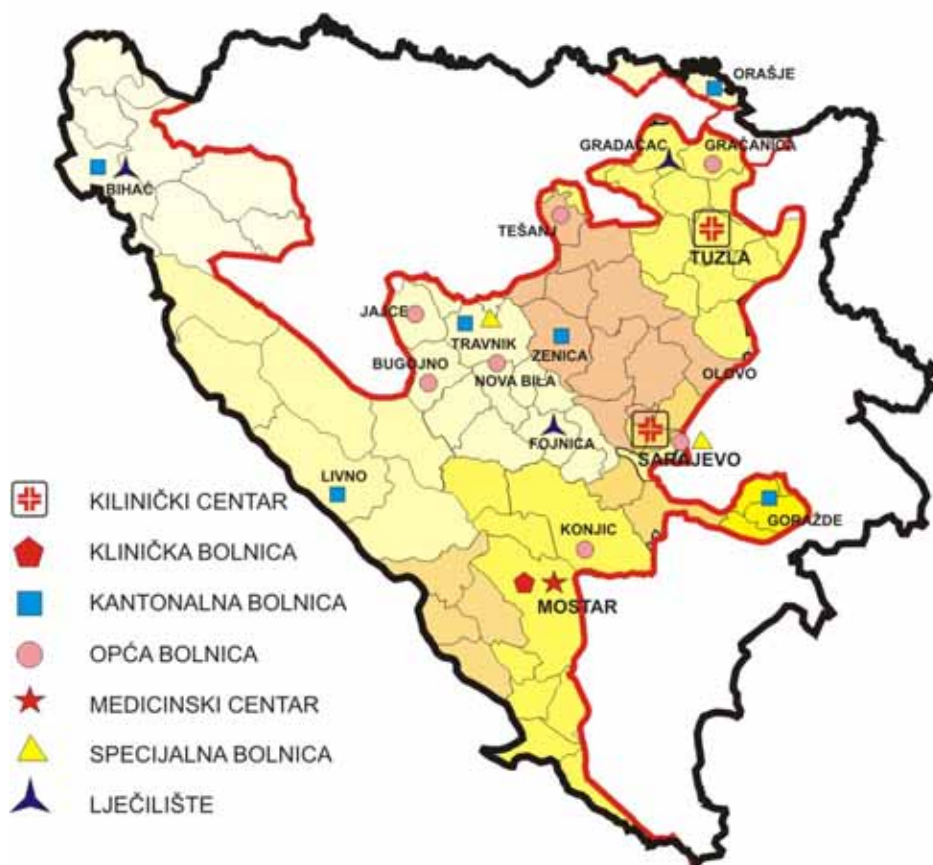 ORAŠJE
GRADAČAC
GRAČANICA
BIHAĆ
TEŠANJ
TUZLA
JAJCE
TRAVNIK
ZENICA
BUGOJNO
NOVA BILA
OLOVO
FOJNICA
SARAJEVO
LIVNO
GORAŽDE
KONJIC
MOSTAR
KILINIČKI CENTAR
KLINIČKA BOLNICA
KANTONALNA BOLNICA
OPĆA BOLNICA
MEDICINSKI CENTAR
SPECIJALNA BOLNICA
LJEČILIŠTE